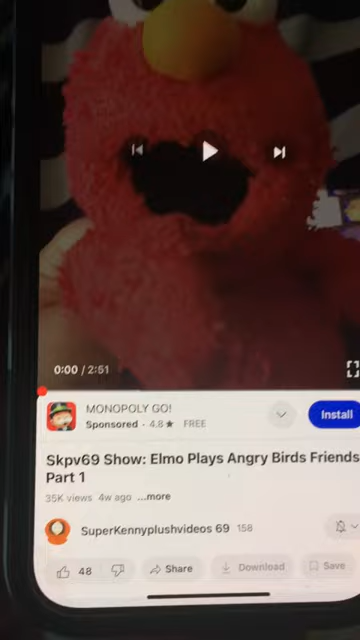 0:00 / 2:51
MONOPOLY GO!
Sponsored · 4.8★ FREE
Install
Skpv69 Show: Elmo Plays Angry Birds Friends
Part 1
35K views 4w ago ...more
SuperKennyplushvideos 69 158
48 Share Download Save